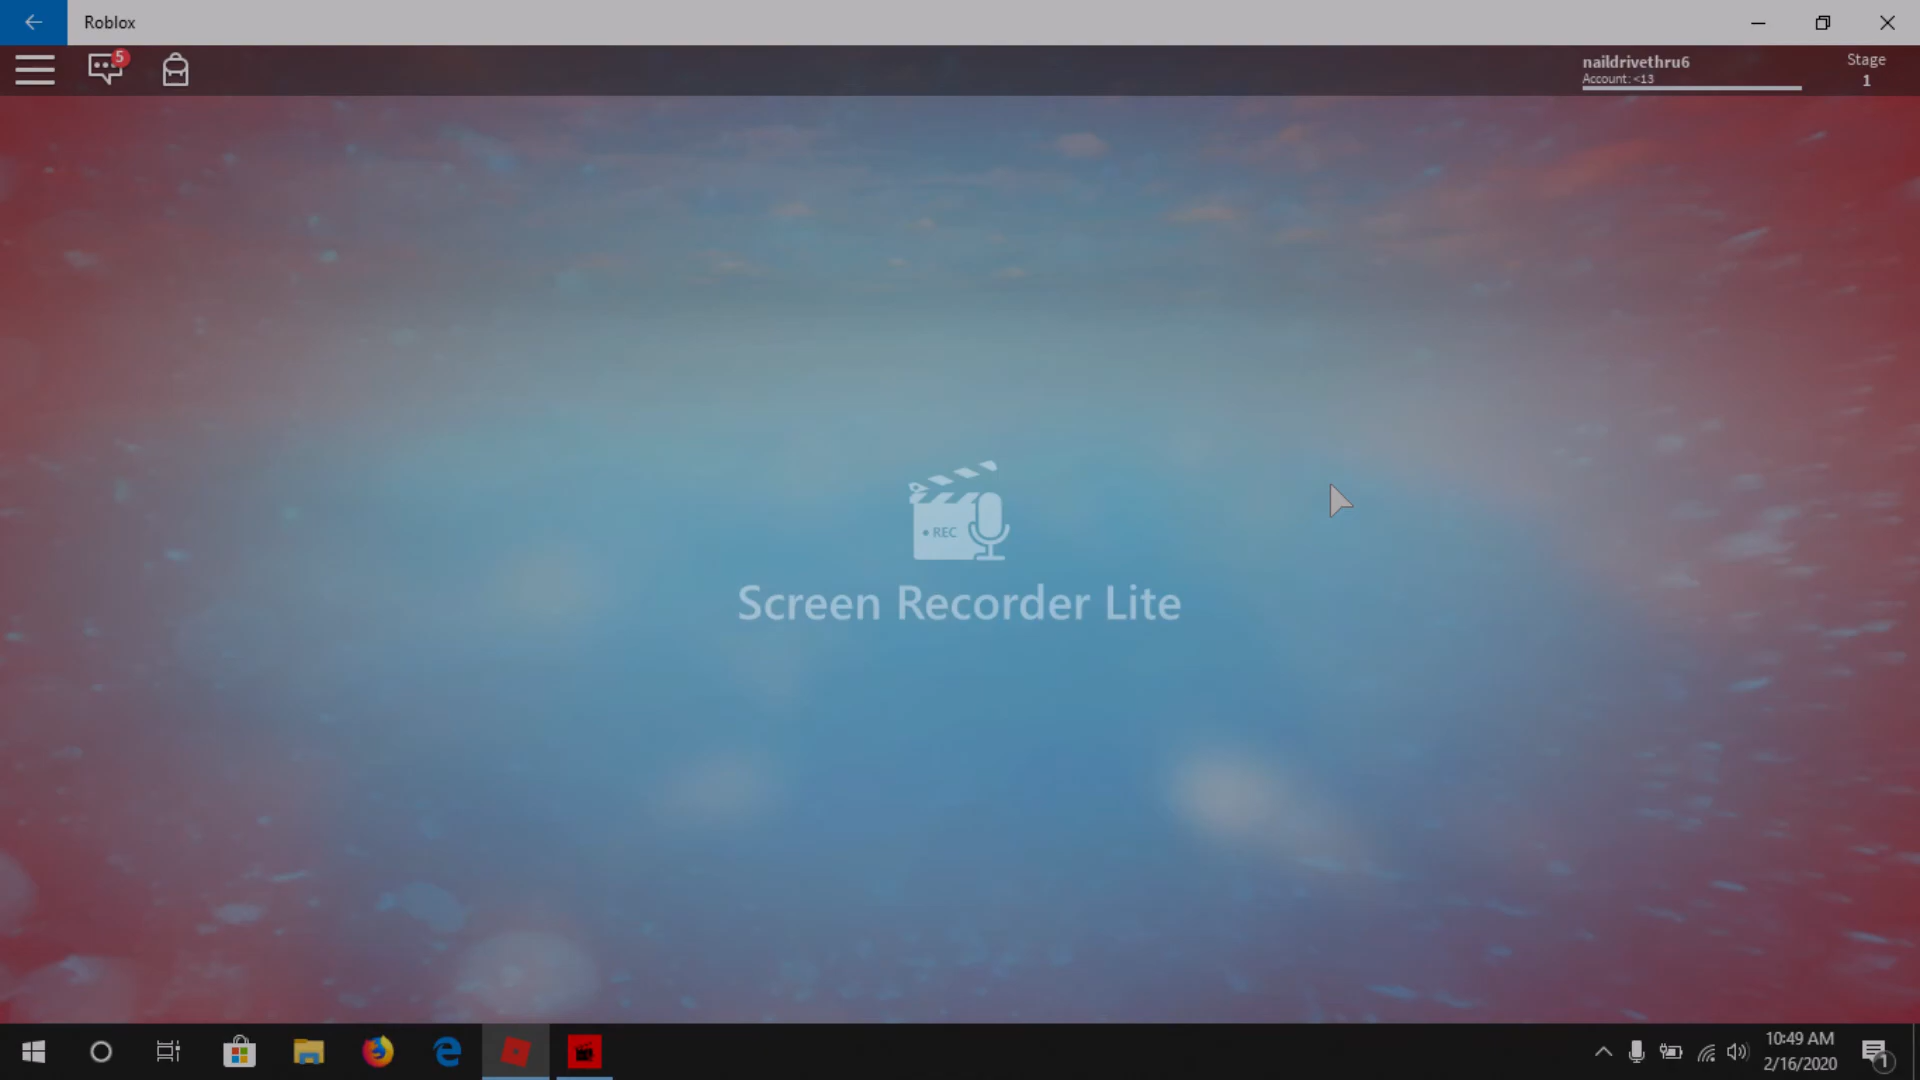 Roblox
5
naildrivethru6
Account: <13
Stage
1
REC
Screen Recorder Lite
10:49 AM
2/16/2020
1